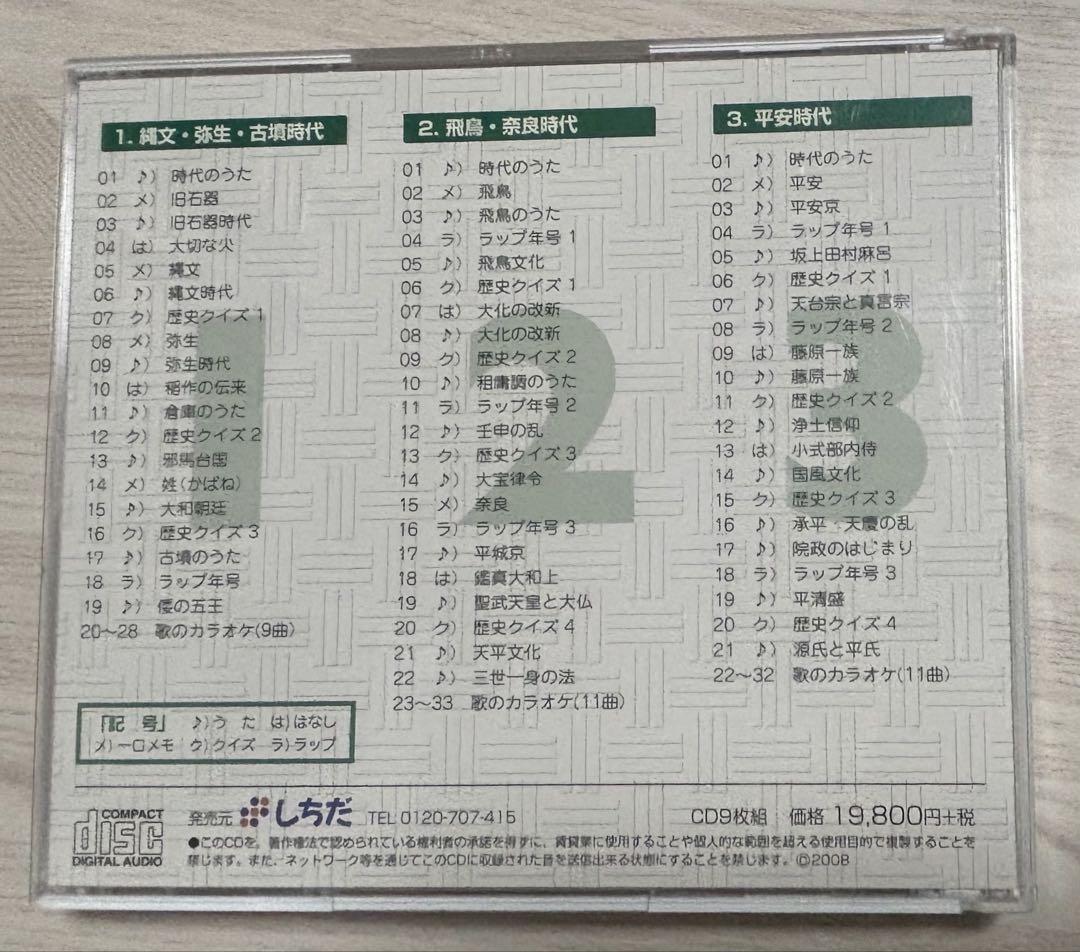 1. 縄文・弥生・古墳時代
01 ♪) 時代のうた
02 メ) 旧石器
03 ♪) 旧石器時代
04 は) 大切な火
05 メ) 縄文
06 ♪) 縄文時代
07 ク) 歴史クイズ1
08 メ) 弥生
09 ♪) 弥生時代
10 は) 稲作の伝来
11 ♪) 倉庫のうた
12 ク) 歴史クイズ2
13 ♪) 邪馬台国
14 メ) 姓(かばね)
15 ♪) 大和朝廷
16 ク) 歴史クイズ3
17 ♪) 古墳のうた
18 ラ) ラップ年号
19 ♪) 倭の五王
20〜28 歌のカラオケ(9曲)
「記 号」 ♪)う た は)はなし
メ)一口メモ ク)クイズ ラ)ラップ
2. 飛鳥・奈良時代
01 ♪) 時代のうた
02 メ) 飛鳥
03 ♪) 飛鳥のうた
04 ラ) ラップ年号1
05 ♪) 飛鳥文化
06 ク) 歴史クイズ1
07 は) 大化の改新
08 ♪) 大化の改新
09 ク) 歴史クイズ2
10 ♪) 租庸調のうた
11 ラ) ラップ年号2
12 ♪) 壬申の乱
13 ク) 歴史クイズ3
14 ♪) 大宝律令
15 メ) 奈良
16 ラ) ラップ年号3
17 ♪) 平城京
18 は) 鑑真大和上
19 ♪) 聖武天皇と大仏
20 ク) 歴史クイズ4
21 ♪) 天平文化
22 ♪) 三世一身の法
23〜33 歌のカラオケ(11曲)
3. 平安時代
01 ♪) 時代のうた
02 メ) 平安
03 ♪) 平安京
04 ラ) ラップ年号1
05 ♪) 坂上田村麻呂
06 ク) 歴史クイズ1
07 ♪) 天台宗と真言宗
08 ラ) ラップ年号2
09 は) 藤原一族
10 ♪) 藤原一族
11 ク) 歴史クイズ2
12 ♪) 浄土信仰
13 は) 小式部内侍
14 ♪) 国風文化
15 ク) 歴史クイズ3
16 ♪) 承平・天慶の乱
17 ♪) 院政のはじまり
18 ラ) ラップ年号3
19 ♪) 平清盛
20 ク) 歴史クイズ4
21 ♪) 源氏と平氏
22〜32 歌のカラオケ(11曲)
1 2 3
COMPACT disc DIGITAL AUDIO
発売元 しちだ TEL 0120-707-415 CD9枚組 価格 19,800円+税
●このCDを、著作権法で認められている権利者の承諾を得ずに、賃貸業に使用することや個人的な範囲を超える使用目的で複製することを
禁じます。また、ネットワーク等を通じてこのCDに収録された音を送信出来る状態にすることを禁じます。©2008